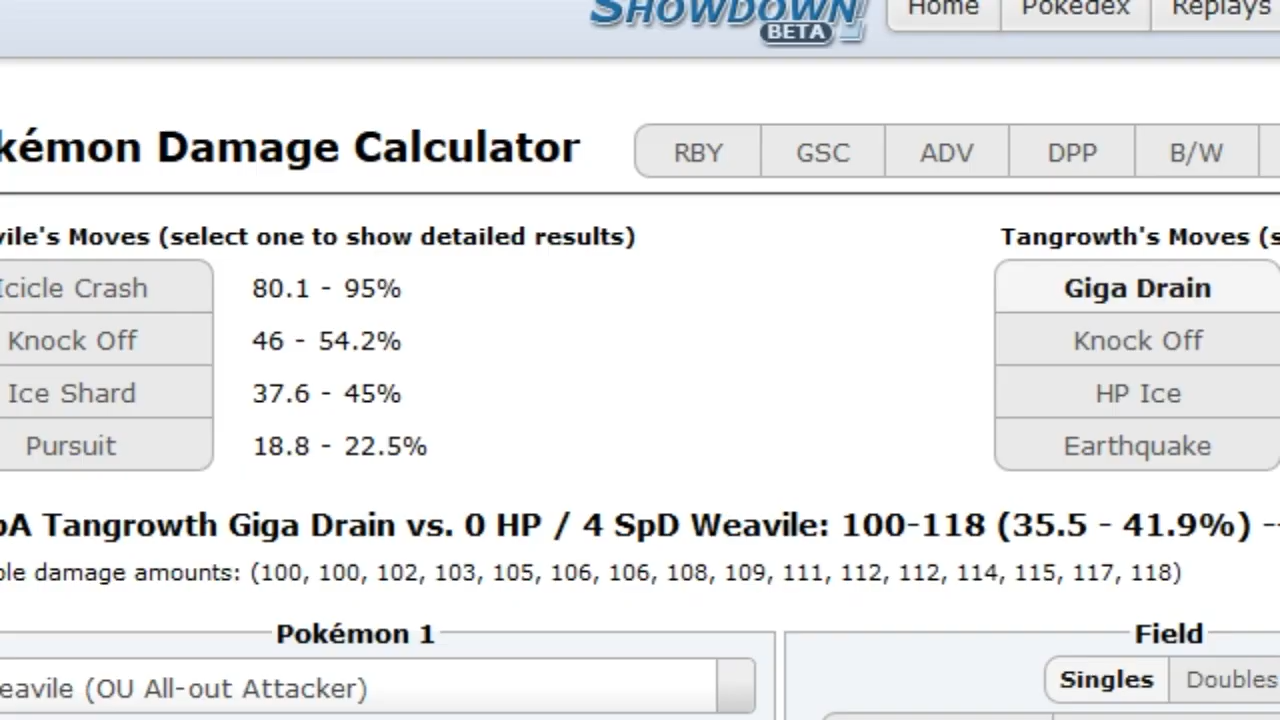 SHOWDOWN
BETA
Home Pokédex Replays
kémon Damage Calculator
RBY GSC ADV DPP B/W
vile's Moves (select one to show detailed results)
Tangrowth's Moves (s
Icicle Crash 80.1 - 95%
Giga Drain
Knock Off 46 - 54.2%
Knock Off
Ice Shard 37.6 - 45%
HP Ice
Pursuit 18.8 - 22.5%
Earthquake
pA Tangrowth Giga Drain vs. 0 HP / 4 SpD Weavile: 100-118 (35.5 - 41.9%) --
ble damage amounts: (100, 100, 102, 103, 105, 106, 106, 108, 109, 111, 112, 112, 114, 115, 117, 118)
Pokémon 1
Field
eavile (OU All-out Attacker)
Singles Doubles